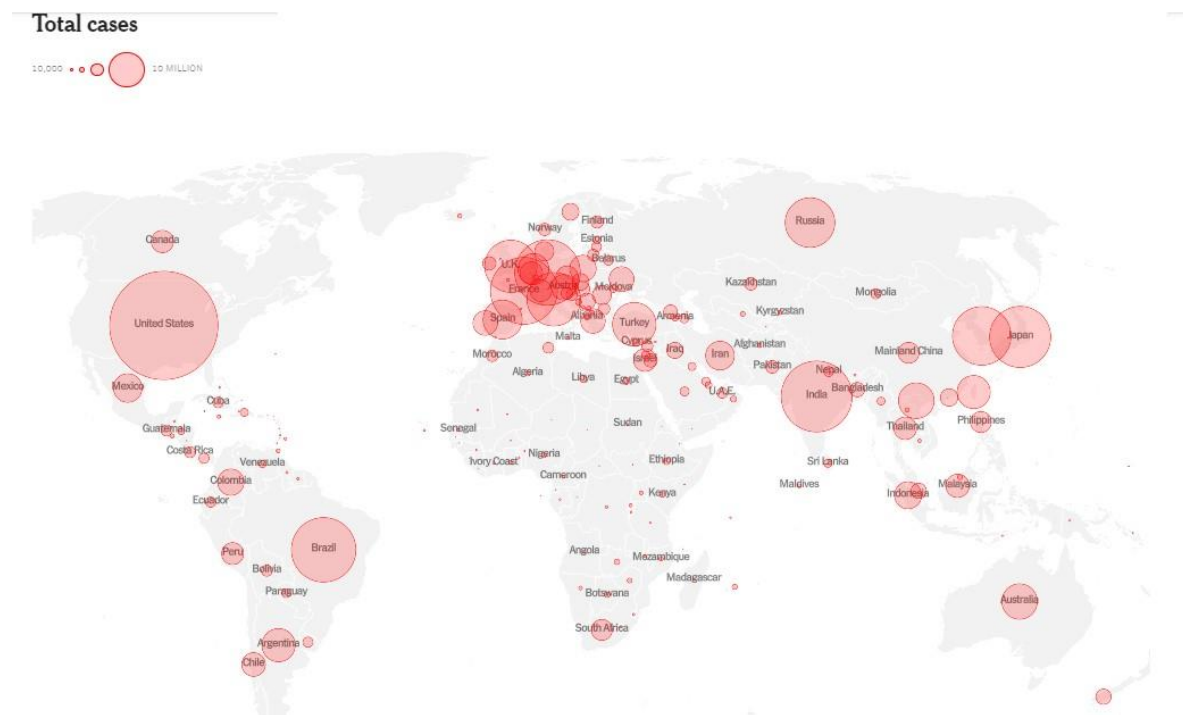 Total cases
10,000 10 MILLION
Finland
Norway
Russia
Canada
Estonia
Belarus
U.K.
Kazakhstan
France
Moldova
Mongolia
Kyrgyzstan
Spain
Albania
Armenia
United States
Turkey
Japan
Malta
Cyprus
Afghanistan
Morocco
Iraq
Iran
Mainland China
Israel
Pakistan
Nepal
Algeria
Libya
Egypt
Mexico
U.A.E.
Bangladesh
India
Cuba
Sudan
Philippines
Guatemala
Senegal
Thailand
Costa Rica
Nigeria
Venezuela
Ivory Coast
Ethiopia
Sri Lanka
Cameroon
Colombia
Maldives
Malaysia
Ecuador
Kenya
Indonesia
Brazil
Peru
Angola
Mozambique
Bolivia
Madagascar
Paraguay
Botswana
Australia
South Africa
Argentina
Chile